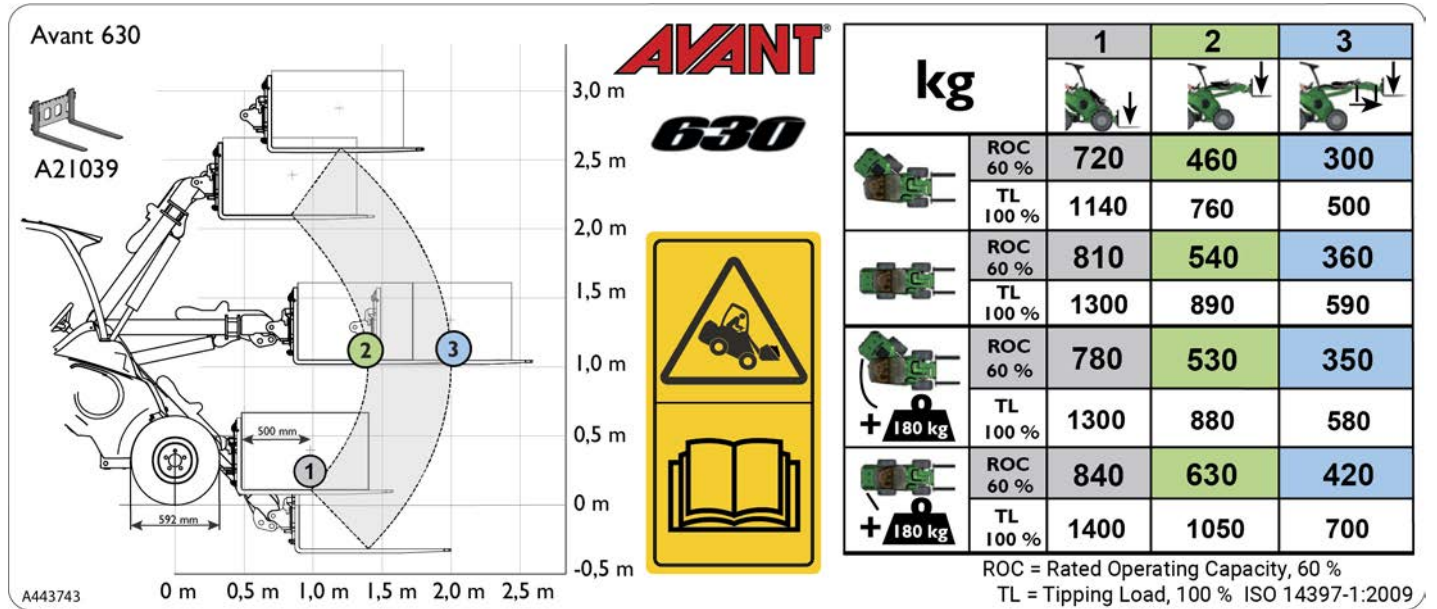 Avant 630
A21039
3,0 m
2,5 m
2,0 m
1,5 m
1,0 m
0,5 m
0 m
-0,5 m
2
3
500 mm
1
592 mm
0 m 0,5 m 1,0 m 1,5 m 2,0 m 2,5 m
A443743
AVANT®
630
kg 1 2 3
ROC 60 % 720 460 300
TL 100 % 1140 760 500
ROC 60 % 810 540 360
TL 100 % 1300 890 590
ROC 60 % 780 530 350
+ 180 kg TL 100 % 1300 880 580
ROC 60 % 840 630 420
+ 180 kg TL 100 % 1400 1050 700
ROC = Rated Operating Capacity, 60 %
TL = Tipping Load, 100 % ISO 14397-1:2009